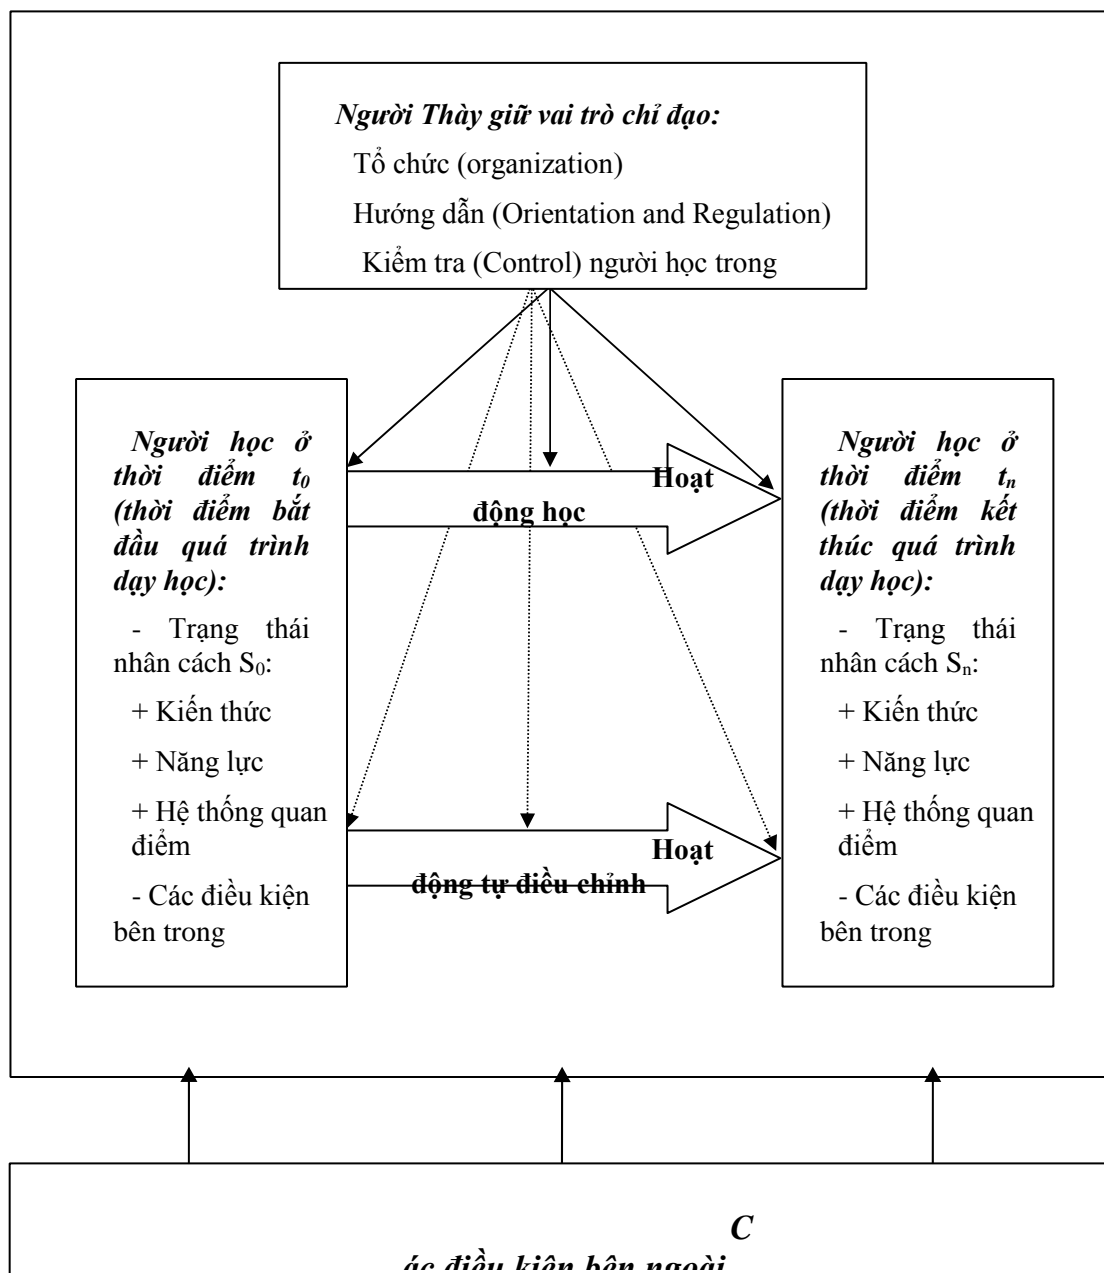 Người Thày giữ vai trò chỉ đạo:
Tổ chức (organization)
Hướng dẫn (Orientation and Regulation)
Kiểm tra (Control) người học trong
Người học ở
thời điểm t₀
(thời điểm bắt
đầu quá trình
dạy học):
- Trạng thái
nhân cách S₀:
+ Kiến thức
+ Năng lực
+ Hệ thống quan
điểm
- Các điều kiện
bên trong
Hoạt
động học
Hoạt
động tự điều chỉnh
Người học ở
thời điểm tₙ
(thời điểm kết
thúc quá trình
dạy học):
- Trạng thái
nhân cách Sₙ:
+ Kiến thức
+ Năng lực
+ Hệ thống quan
điểm
- Các điều kiện
bên trong
C
ác điều kiện bên ngoài